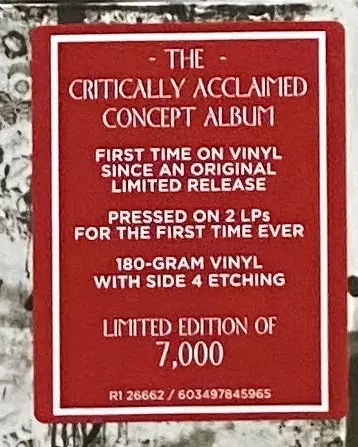 - THE -
CRITICALLY ACCLAIMED
CONCEPT ALBUM
FIRST TIME ON VINYL
SINCE AN ORIGINAL
LIMITED RELEASE
PRESSED ON 2 LPs
FOR THE FIRST TIME EVER
180-GRAM VINYL
WITH SIDE 4 ETCHING
LIMITED EDITION OF
7,000
R1 26662 / 603497845965